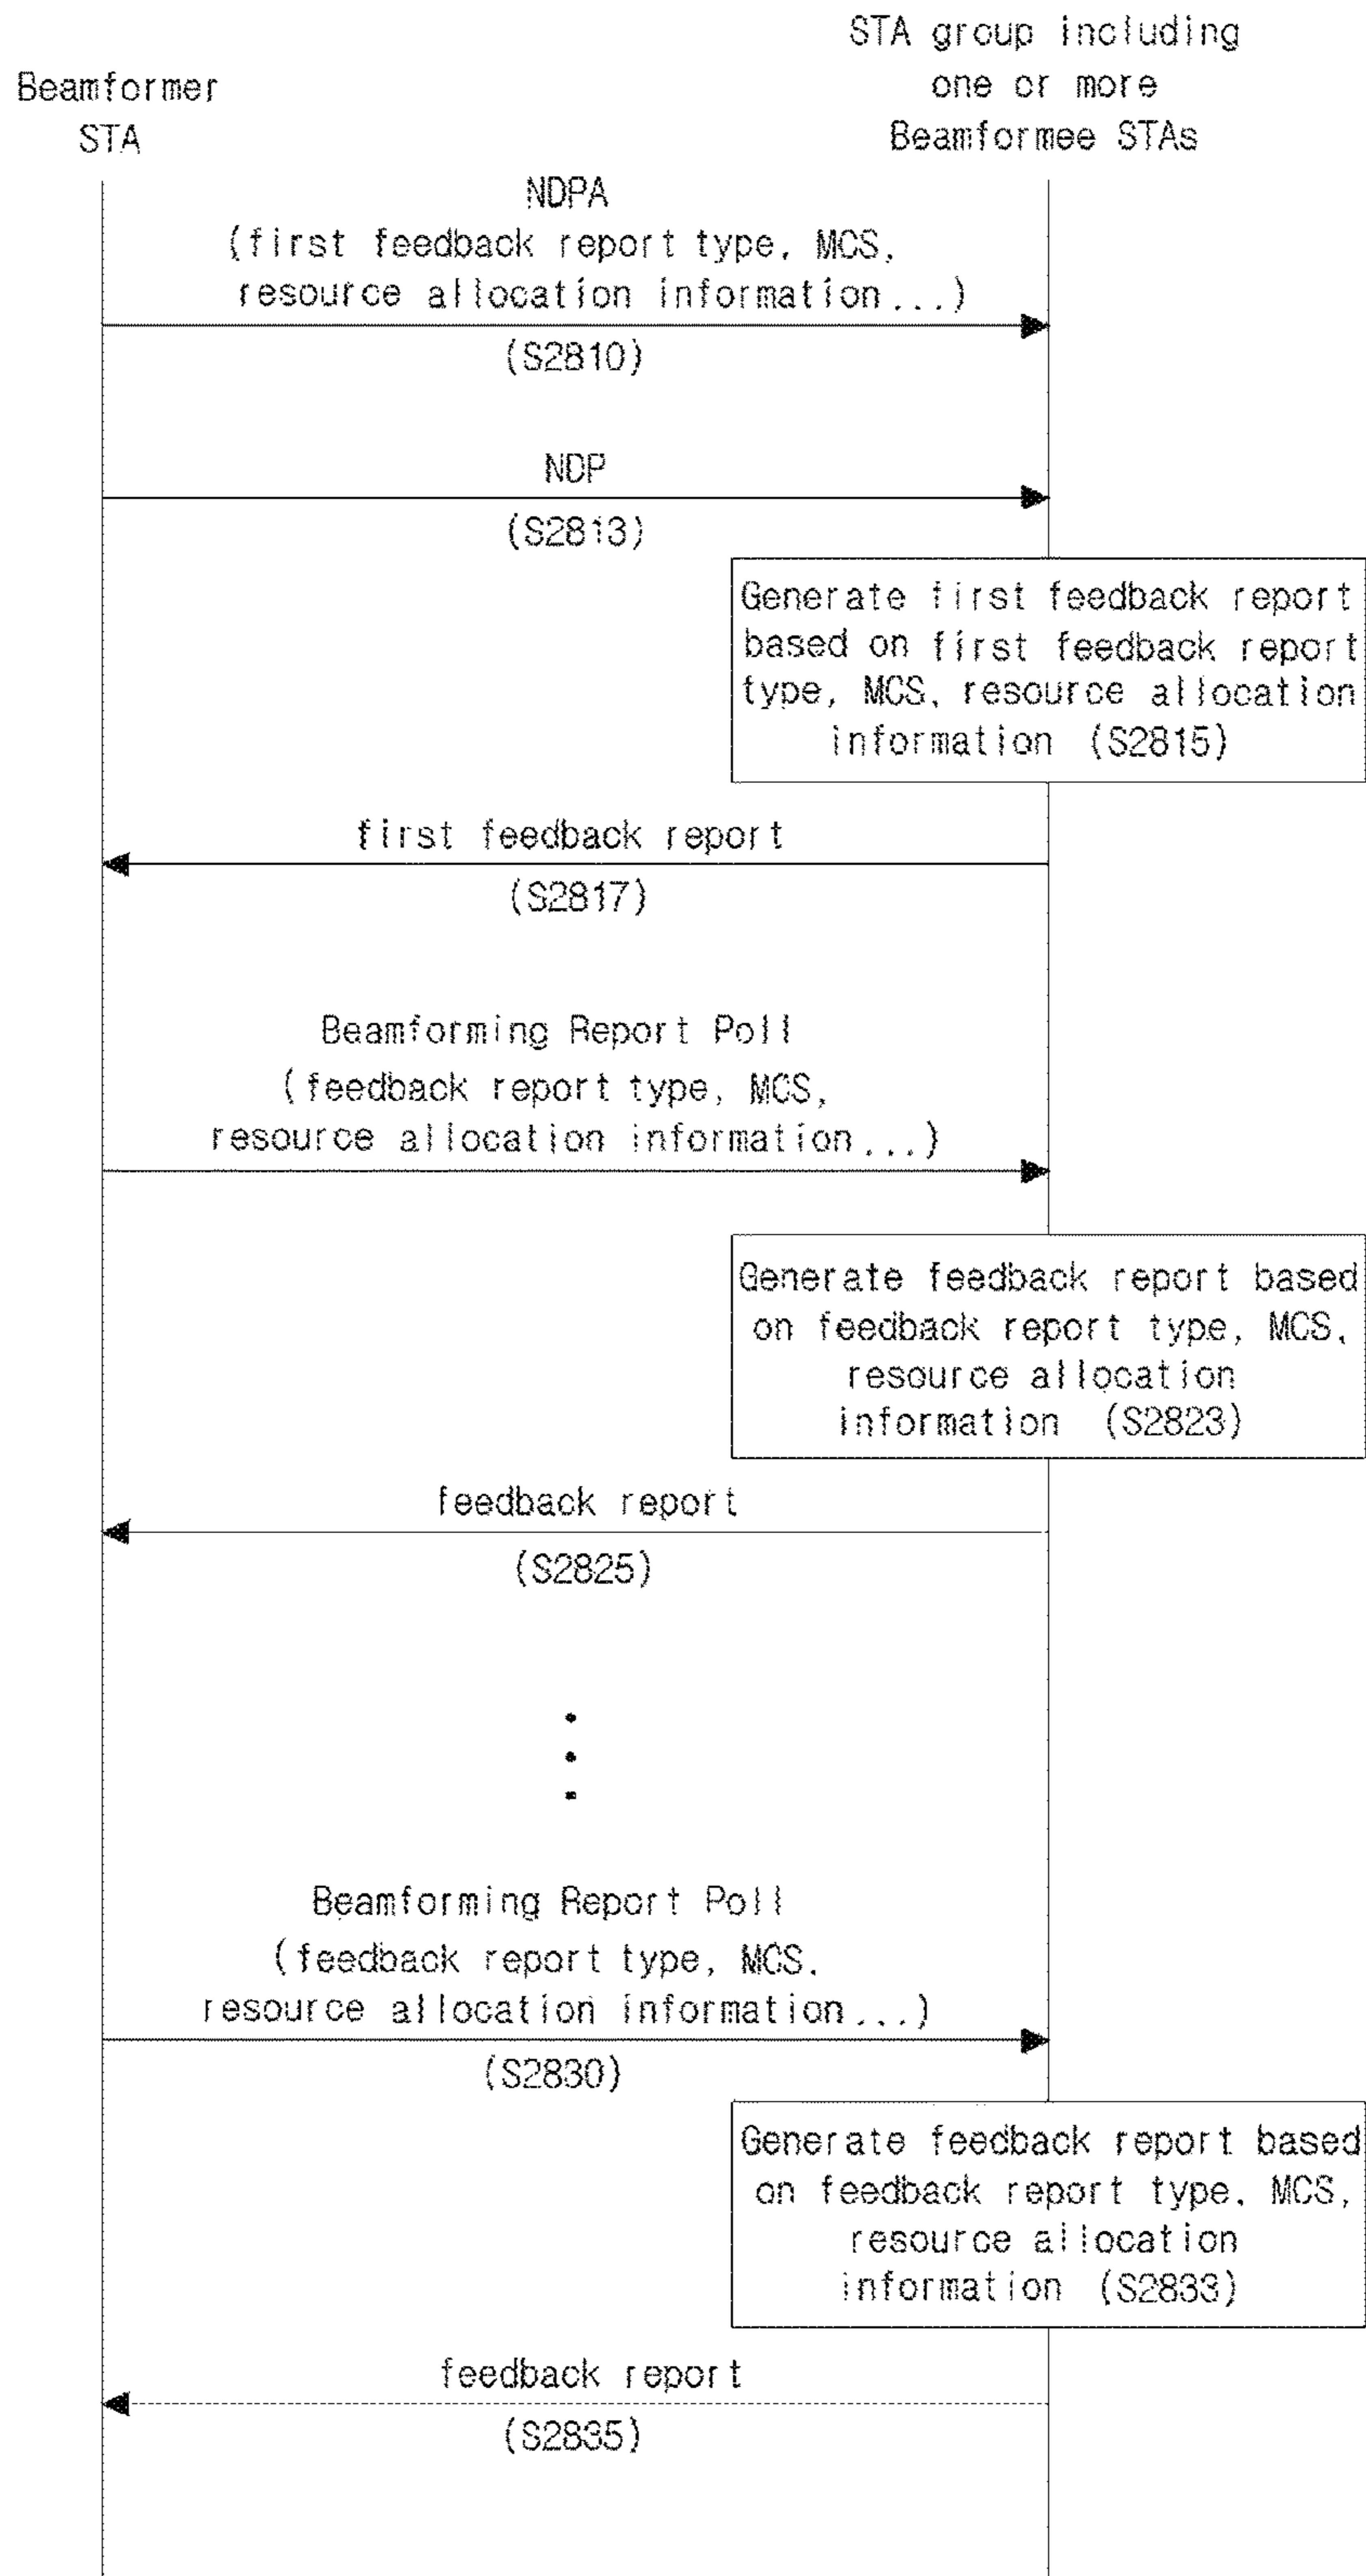 STA group including
one or more
Beamformee STAs
Beamformer
STA
NDPA
(first feedback report type, MCS,
resource allocation information...)
(S2810)
NDP
(S2813)
Generate first feedback report
based on first feedback report
type, MCS, resource allocation
information (S2815)
first feedback report
(S2817)
Beamforming Report Poll
(feedback report type, MCS,
resource allocation information...)
Generate feedback report based
on feedback report type, MCS,
resource allocation
information (S2823)
feedback report
(S2825)
Beamforming Report Poll
(feedback report type, MCS,
resource allocation information...)
(S2830)
Generate feedback report based
on feedback report type, MCS,
resource allocation
information (S2833)
feedback report
(S2835)